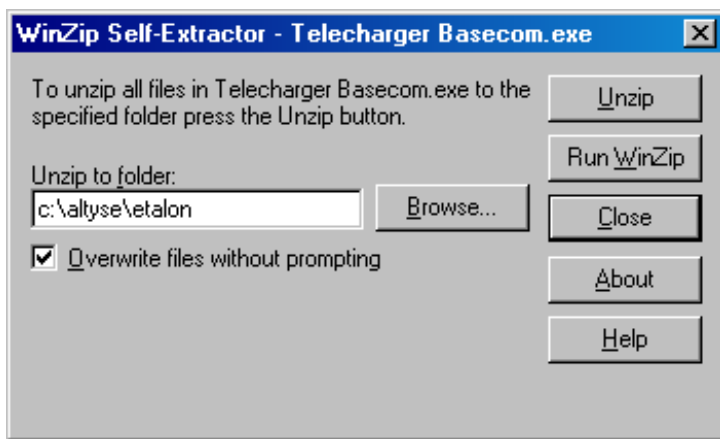 WinZip Self-Extractor - Telecharger Basecom.exe
To unzip all files in Telecharger Basecom.exe to the
specified folder press the Unzip button.
Unzip to folder:
c:\altyse\etalon
Browse...
Overwrite files without prompting
Unzip
Run WinZip
Close
About
Help